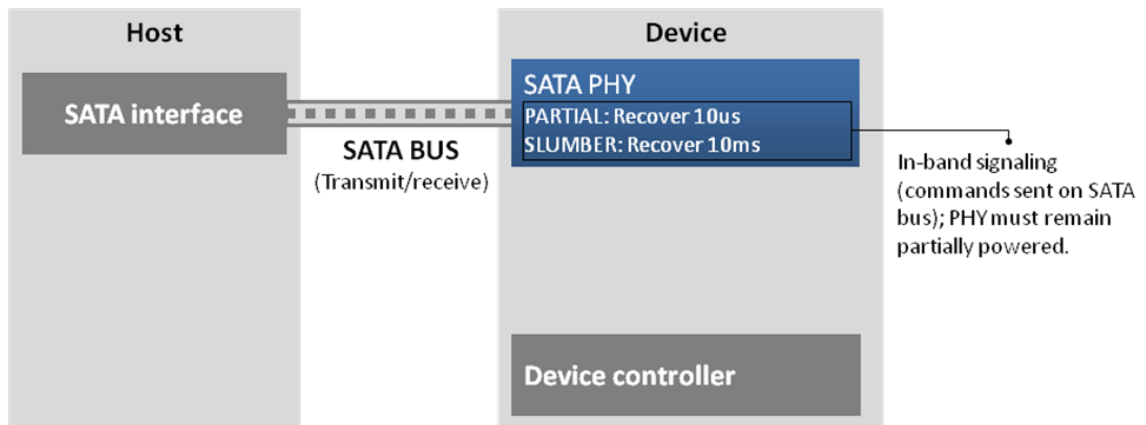 Host
Device
SATA interface
SATA BUS
(Transmit/receive)
SATA PHY
PARTIAL: Recover 10us
SLUMBER: Recover 10ms
In-band signaling
(commands sent on SATA
bus); PHY must remain
partially powered.
Device controller